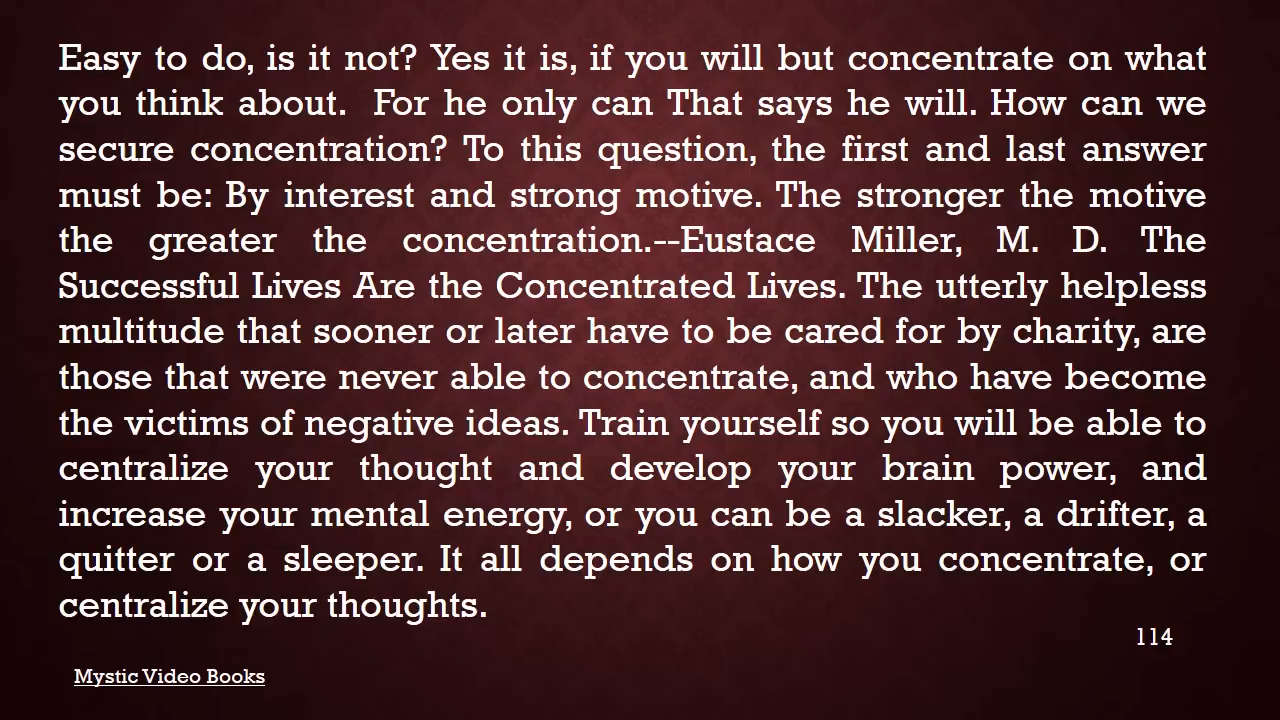 Easy to do, is it not? Yes it is, if you will but concentrate on what
you think about.  For he only can That says he will. How can we
secure concentration? To this question, the first and last answer
must be: By interest and strong motive. The stronger the motive
the greater the concentration.--Eustace Miller, M. D. The
Successful Lives Are the Concentrated Lives. The utterly helpless
multitude that sooner or later have to be cared for by charity, are
those that were never able to concentrate, and who have become
the victims of negative ideas. Train yourself so you will be able to
centralize your thought and develop your brain power, and
increase your mental energy, or you can be a slacker, a drifter, a
quitter or a sleeper. It all depends on how you concentrate, or
centralize your thoughts.
114
Mystic Video Books